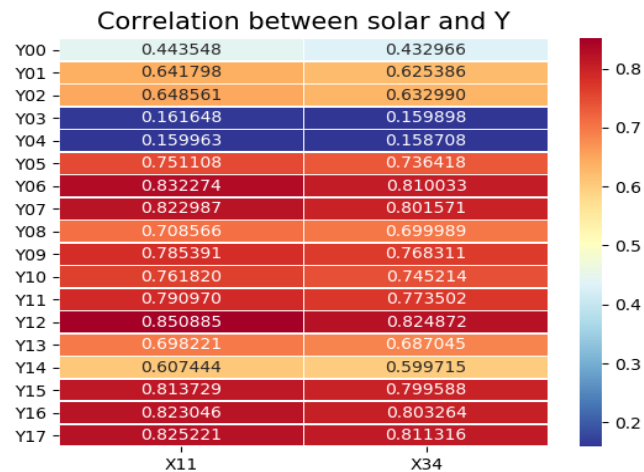 Correlation between solar and Y
Y00 0.443548 0.432966
Y01 0.641798 0.625386
Y02 0.648561 0.632990
Y03 0.161648 0.159898
Y04 0.159963 0.158708
Y05 0.751108 0.736418
Y06 0.832274 0.810033
Y07 0.822987 0.801571
Y08 0.708566 0.699989
Y09 0.785391 0.768311
Y10 0.761820 0.745214
Y11 0.790970 0.773502
Y12 0.850885 0.824872
Y13 0.698221 0.687045
Y14 0.607444 0.599715
Y15 0.813729 0.799588
Y16 0.823046 0.803264
Y17 0.825221 0.811316
X11 X34
0.8
0.7
0.6
0.5
0.4
0.3
0.2